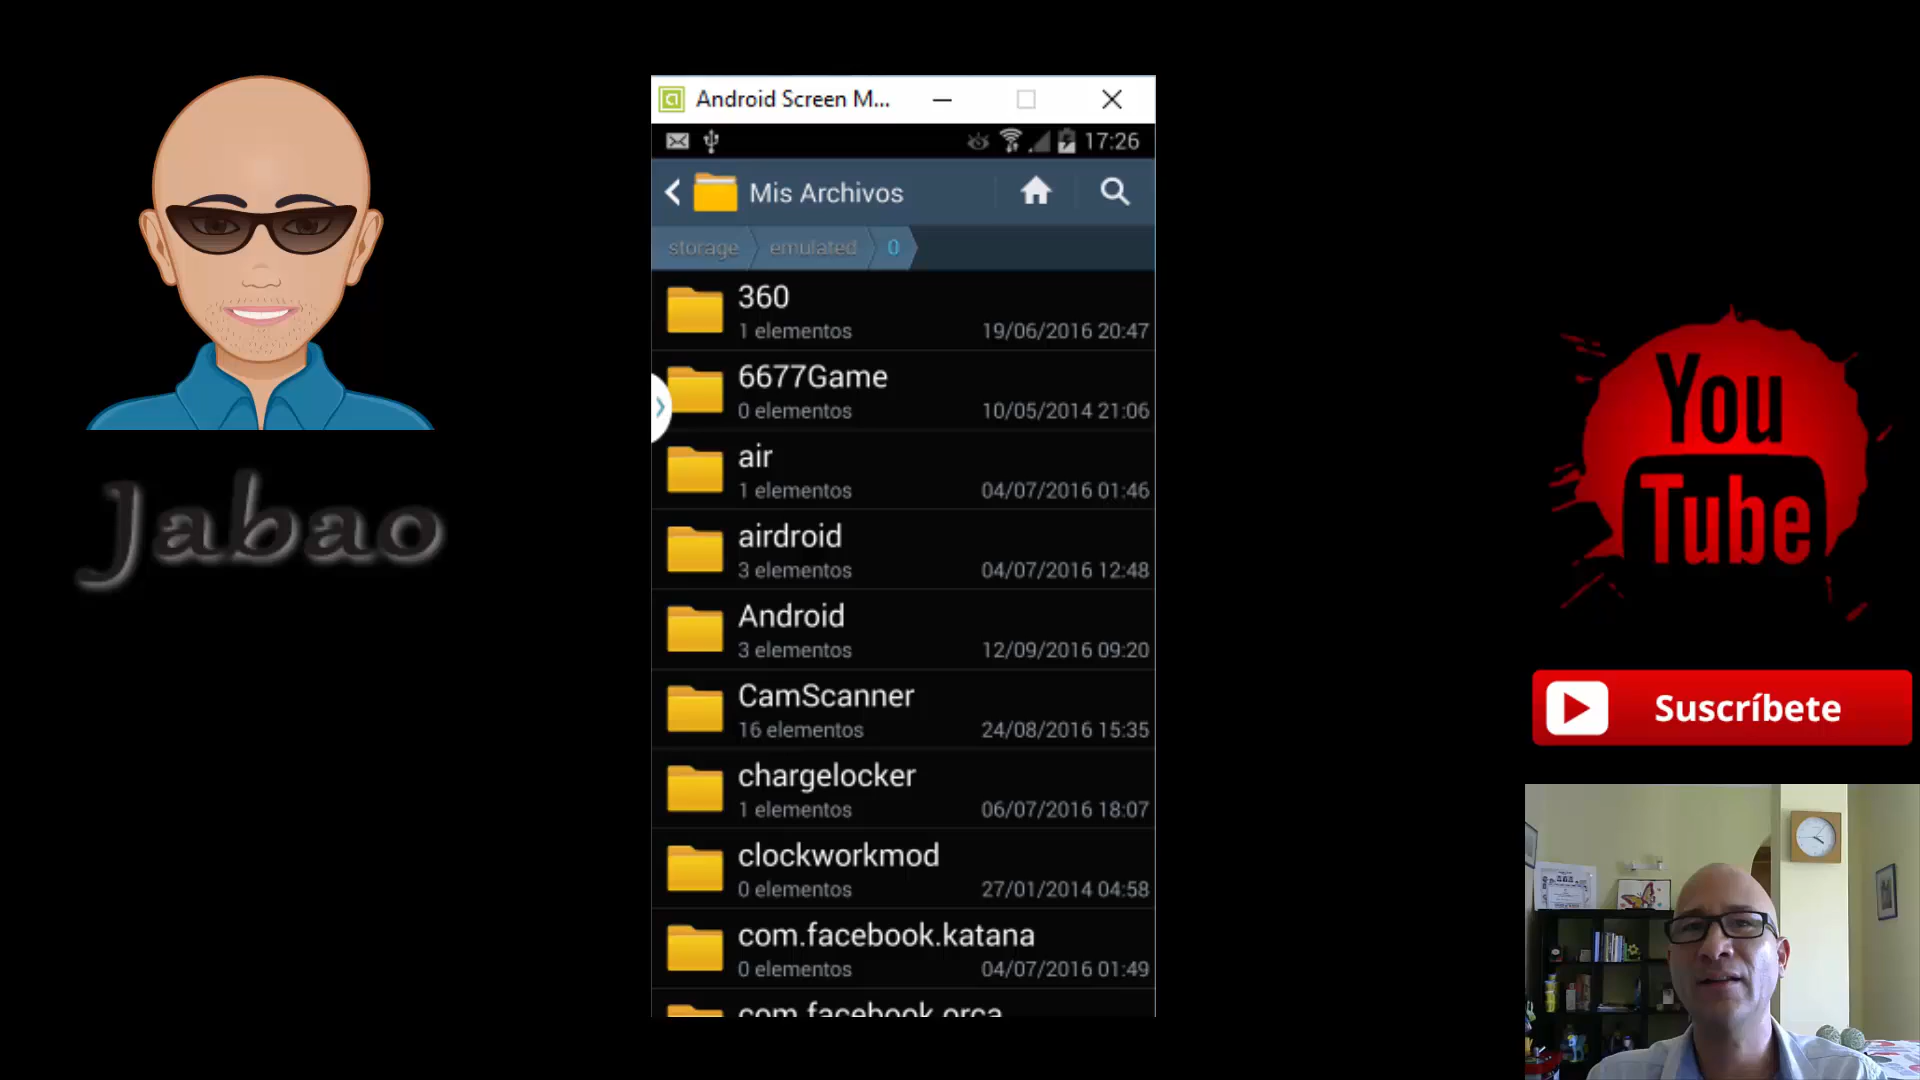 Android Screen M...
17:26
Mis Archivos
storage
emulated
0
360
1 elementos
19/06/2016 20:47
6677Game
0 elementos
10/05/2014 21:06
air
1 elementos
04/07/2016 01:46
airdroid
3 elementos
04/07/2016 12:48
Android
3 elementos
12/09/2016 09:20
CamScanner
16 elementos
24/08/2016 15:35
chargelocker
1 elementos
06/07/2016 18:07
clockworkmod
0 elementos
27/01/2014 04:58
com.facebook.katana
0 elementos
04/07/2016 01:49
com.facebook.orca
Jabao
You
Tube
Suscríbete